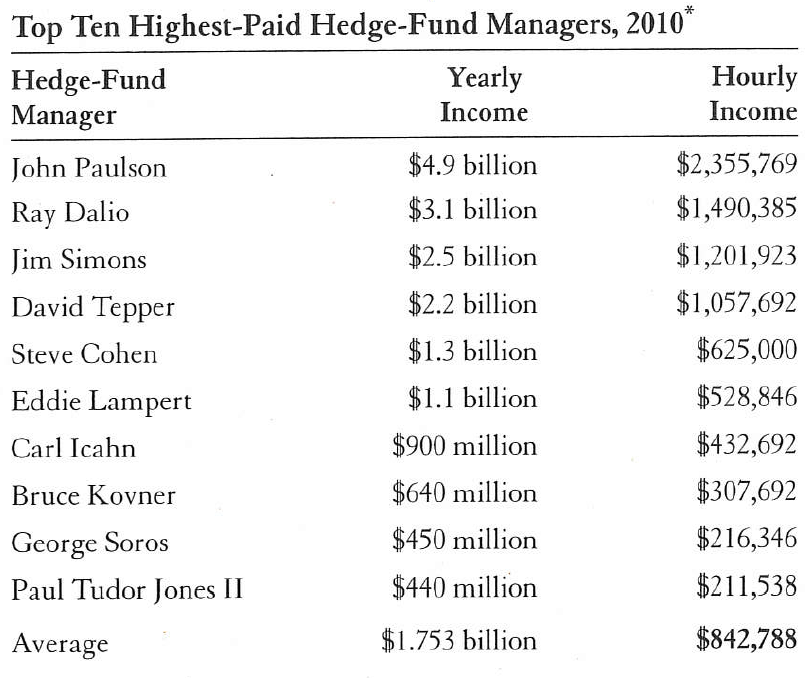 Top Ten Highest-Paid Hedge-Fund Managers, 2010*
Hedge-Fund Manager Yearly Income Hourly Income
John Paulson $4.9 billion $2,355,769
Ray Dalio $3.1 billion $1,490,385
Jim Simons $2.5 billion $1,201,923
David Tepper $2.2 billion $1,057,692
Steve Cohen $1.3 billion $625,000
Eddie Lampert $1.1 billion $528,846
Carl Icahn $900 million $432,692
Bruce Kovner $640 million $307,692
George Soros $450 million $216,346
Paul Tudor Jones II $440 million $211,538
Average $1.753 billion $842,788